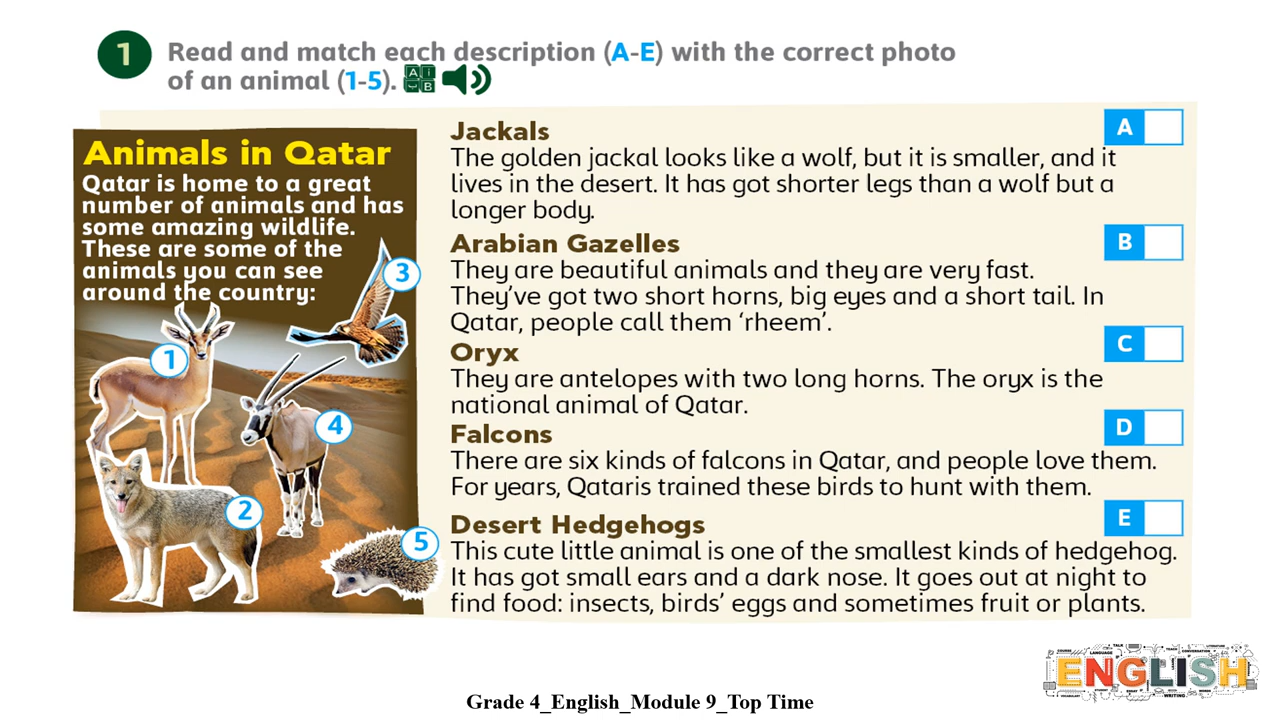 1
Read and match each description (A-E) with the correct photo
of an animal (1-5).
Animals in Qatar
Qatar is home to a great
number of animals and has
some amazing wildlife.
These are some of the
animals you can see
around the country:
3
1
4
2
5
Jackals
A
The golden jackal looks like a wolf, but it is smaller, and it
lives in the desert. It has got shorter legs than a wolf but a
longer body.
Arabian Gazelles
B
They are beautiful animals and they are very fast.
They've got two short horns, big eyes and a short tail. In
Qatar, people call them 'rheem'.
Oryx
C
They are antelopes with two long horns. The oryx is the
national animal of Qatar.
Falcons
D
There are six kinds of falcons in Qatar, and people love them.
For years, Qataris trained these birds to hunt with them.
Desert Hedgehogs
E
This cute little animal is one of the smallest kinds of hedgehog.
It has got small ears and a dark nose. It goes out at night to
find food: insects, birds' eggs and sometimes fruit or plants.
ENGLISH
Grade 4_English_Module 9_Top Time